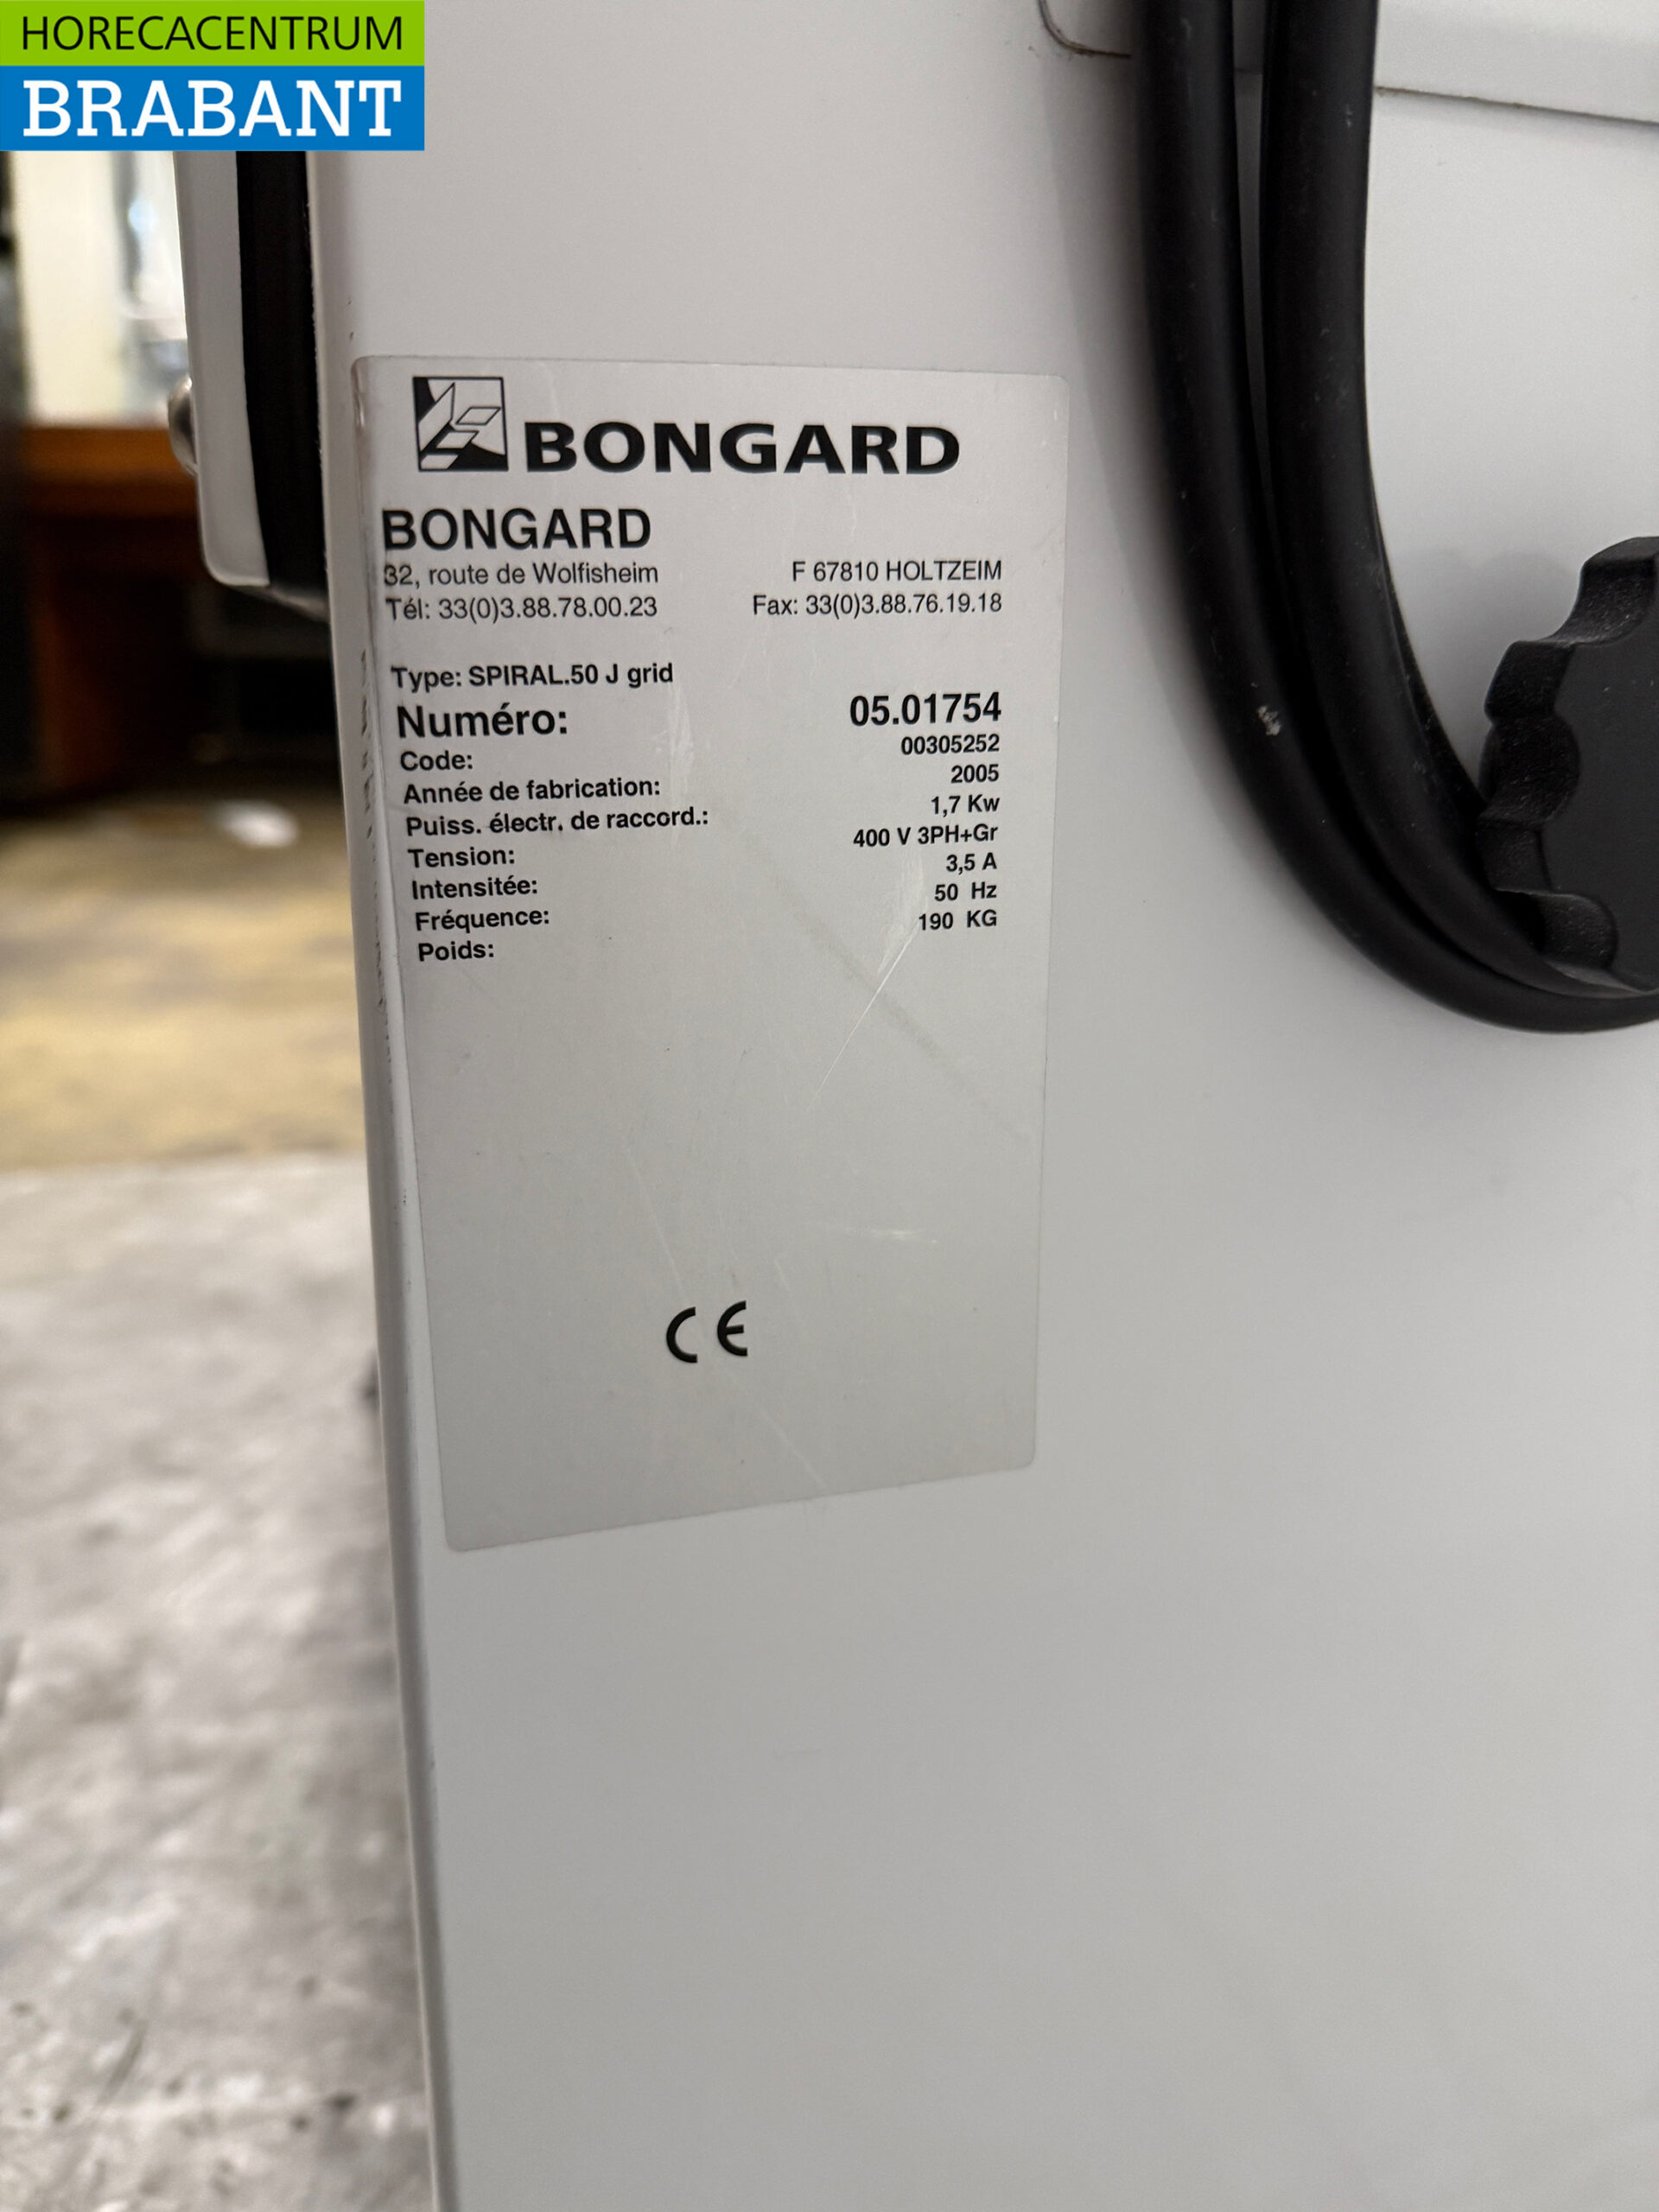 HORECACENTRUM
BRABANT
BONGARD
BONGARD
32, route de Wolfisheim F 67810 HOLTZEIM
Tél: 33(0)3.88.78.00.23 Fax: 33(0)3.88.76.19.18
Type: SPIRAL.50 J grid
Numéro: 05.01754
Code: 00305252
Année de fabrication: 2005
Puiss. électr. de raccord.: 1,7 Kw
Tension: 400 V 3PH+Gr
Intensitée: 3,5 A
Fréquence: 50 Hz
Poids: 190 KG
CE